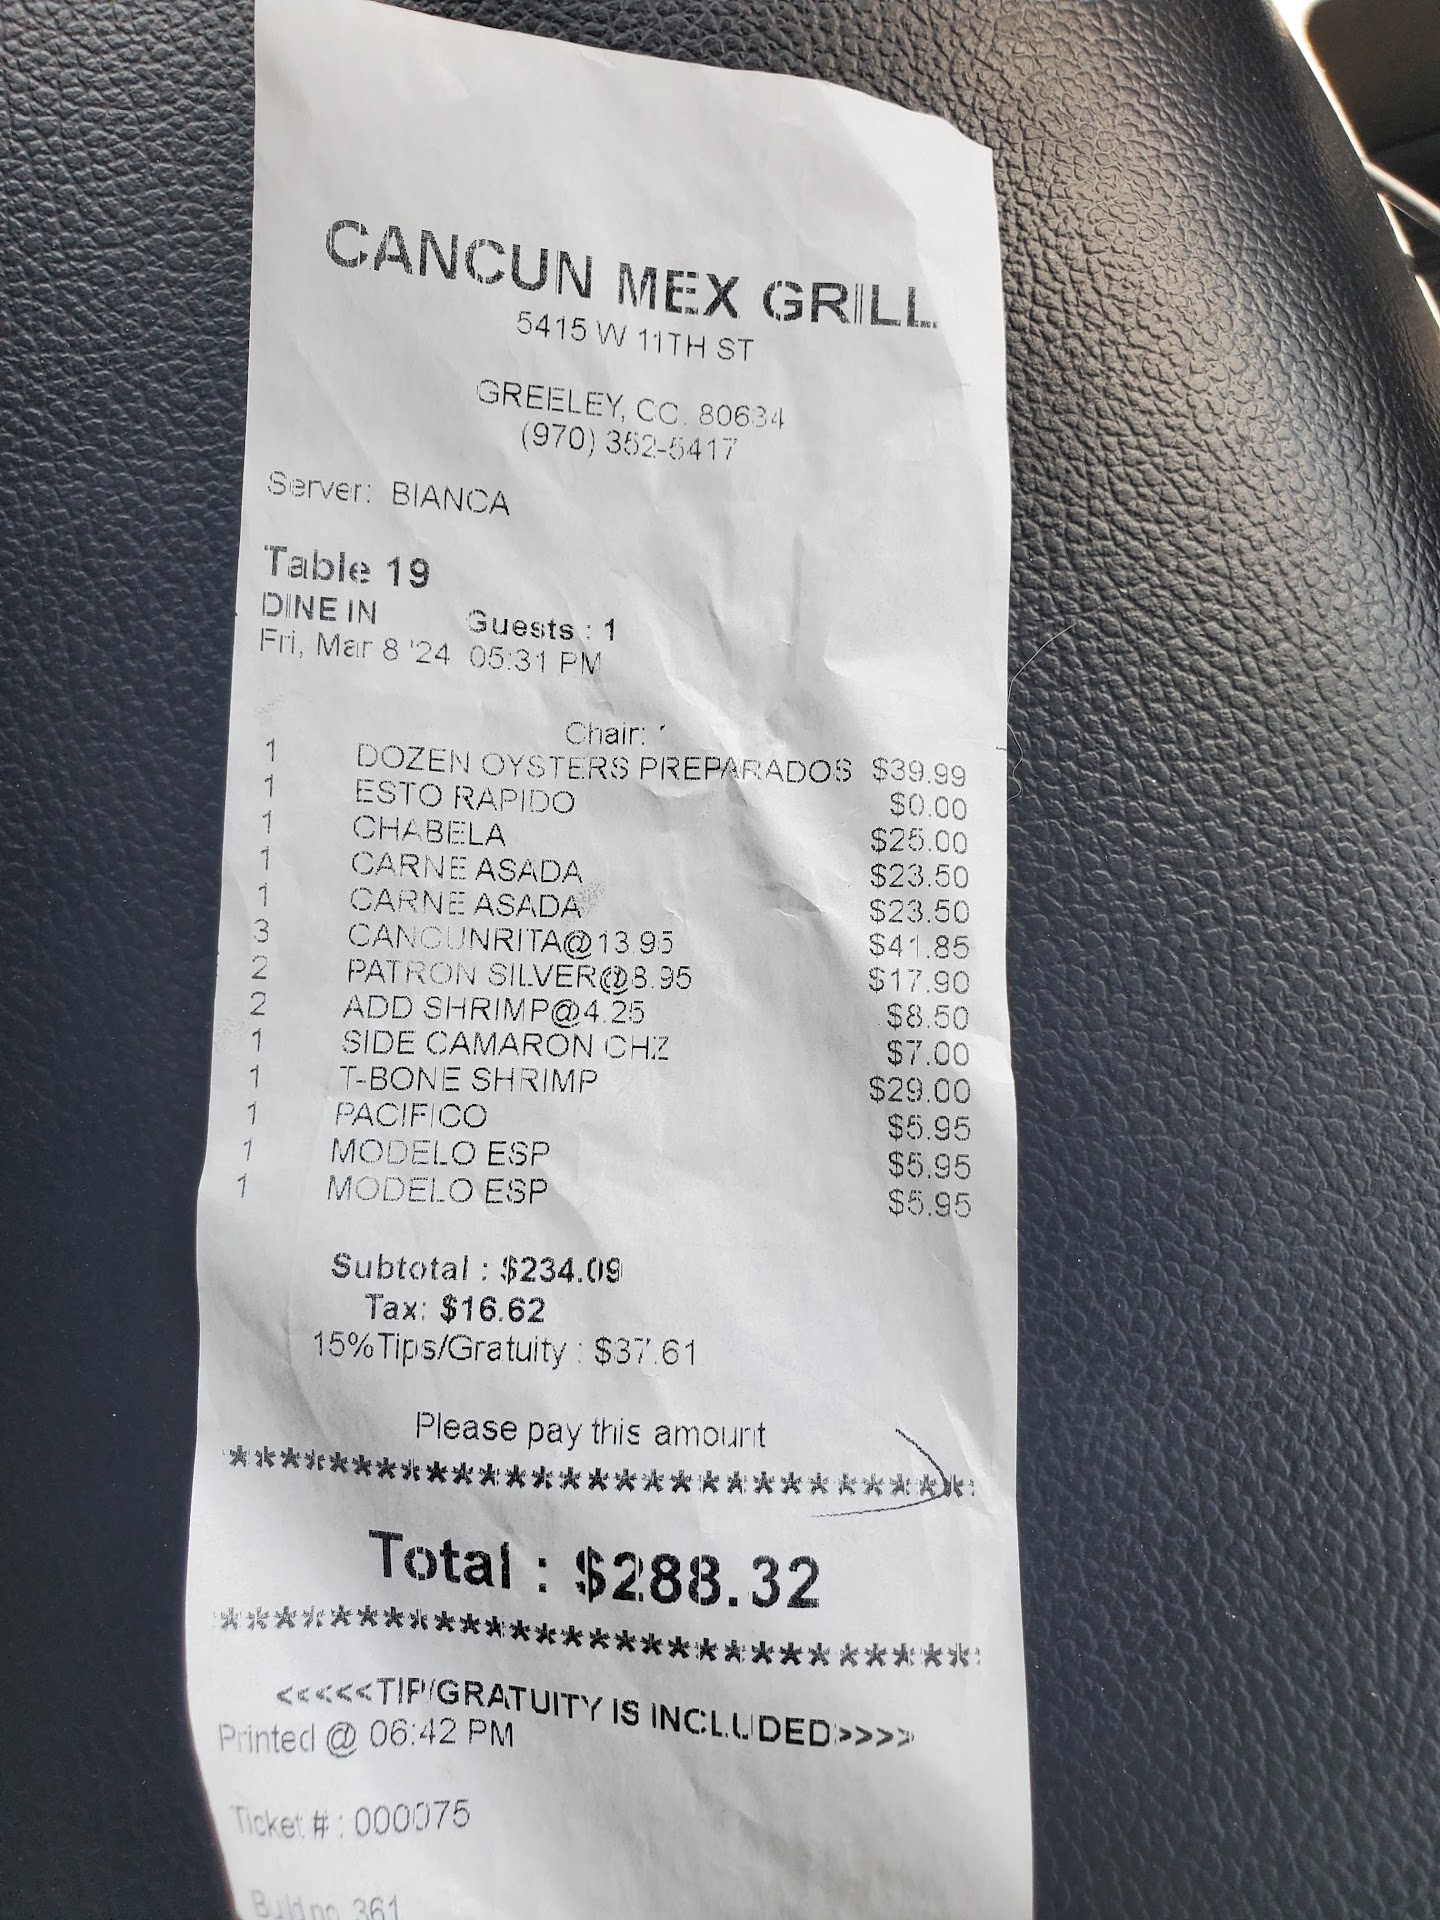 CANCUN MEX GRILL
5415 W 11TH ST
GREELEY, CO. 80634
(970) 352-5417
Server: BIANCA
Table 19
DINE IN Guests : 1
Fri, Mar 8 '24 05:31 PM
Chair:
1 DOZEN OYSTERS PREPARADOS $39.99
1 ESTO RAPIDO $0.00
1 CHABELA $25.00
1 CARNE ASADA $23.50
1 CARNE ASADA $23.50
3 CANCUNRITA@13.95 $41.85
2 PATRON SILVER@8.95 $17.90
2 ADD SHRIMP@4.25 $8.50
1 SIDE CAMARON CHZ $7.00
1 T-BONE SHRIMP $29.00
1 PACIFICO $5.95
1 MODELO ESP $5.95
1 MODELO ESP $5.95
Subtotal : $234.09
Tax: $16.62
15%Tips/Gratuity : $37.61
Please pay this amount
******************************
Total : $288.32
******************************
<<<<<TIP/GRATUITY IS INCLUDED>>>>>
Printed @ 06:42 PM
Ticket # : 000075
361